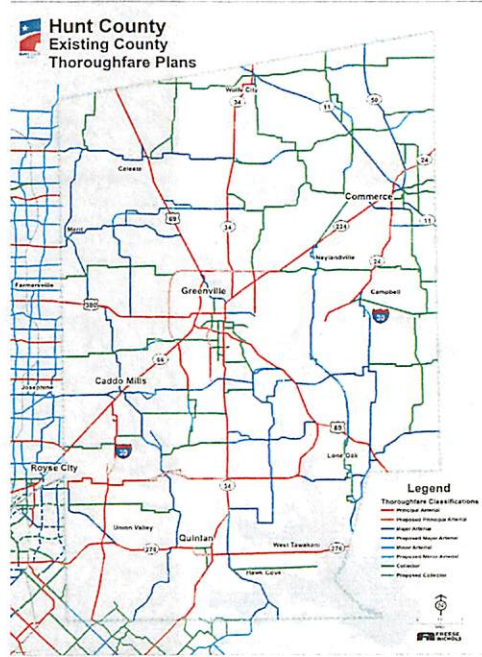 Hunt County
Existing County
Thoroughfare Plans
Wolfe City
34
11
50
24
Celeste
Commerce
69
34
224
11
Merit
Neylandville
24
Farmersville
Greenville
Campbell
380
30
66
Josephine
Caddo Mills
69
Lone Oak
30
Royse City
34
Union Valley
Quinlan
West Tawakoni
276
276
Hawk Cove
Legend
Thoroughfare Classifications
Principal Arterial
Proposed Principal Arterial
Major Arterial
Proposed Major Arterial
Minor Arterial
Proposed Minor Arterial
Collector
Proposed Collector
FREESE
NICHOLS